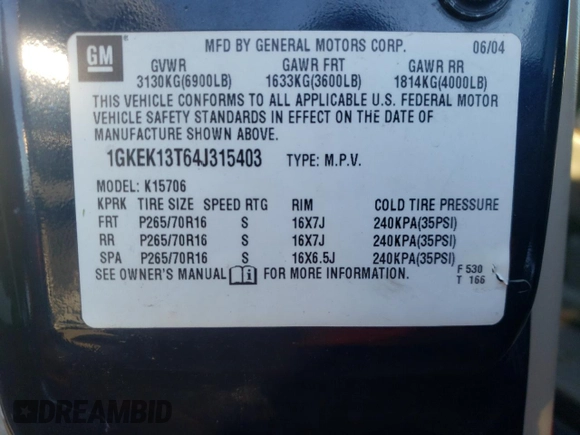 GM
MFD BY GENERAL MOTORS CORP. 06/04
GVWR GAWR FRT GAWR RR
3130KG(6900LB) 1633KG(3600LB) 1814KG(4000LB)
THIS VEHICLE CONFORMS TO ALL APPLICABLE U.S. FEDERAL MOTOR
VEHICLE SAFETY STANDARDS IN EFFECT ON THE DATE OF
MANUFACTURE SHOWN ABOVE.
1GKEK13T64J315403 TYPE: M.P.V.
MODEL: K15706
KPRK TIRE SIZE SPEED RTG RIM COLD TIRE PRESSURE
FRT P265/70R16 S 16X7J 240KPA(35PSI)
RR P265/70R16 S 16X7J 240KPA(35PSI)
SPA P265/70R16 S 16X6.5J 240KPA(35PSI)
SEE OWNER'S MANUAL FOR MORE INFORMATION.
F 530
T 166
DREAMBID